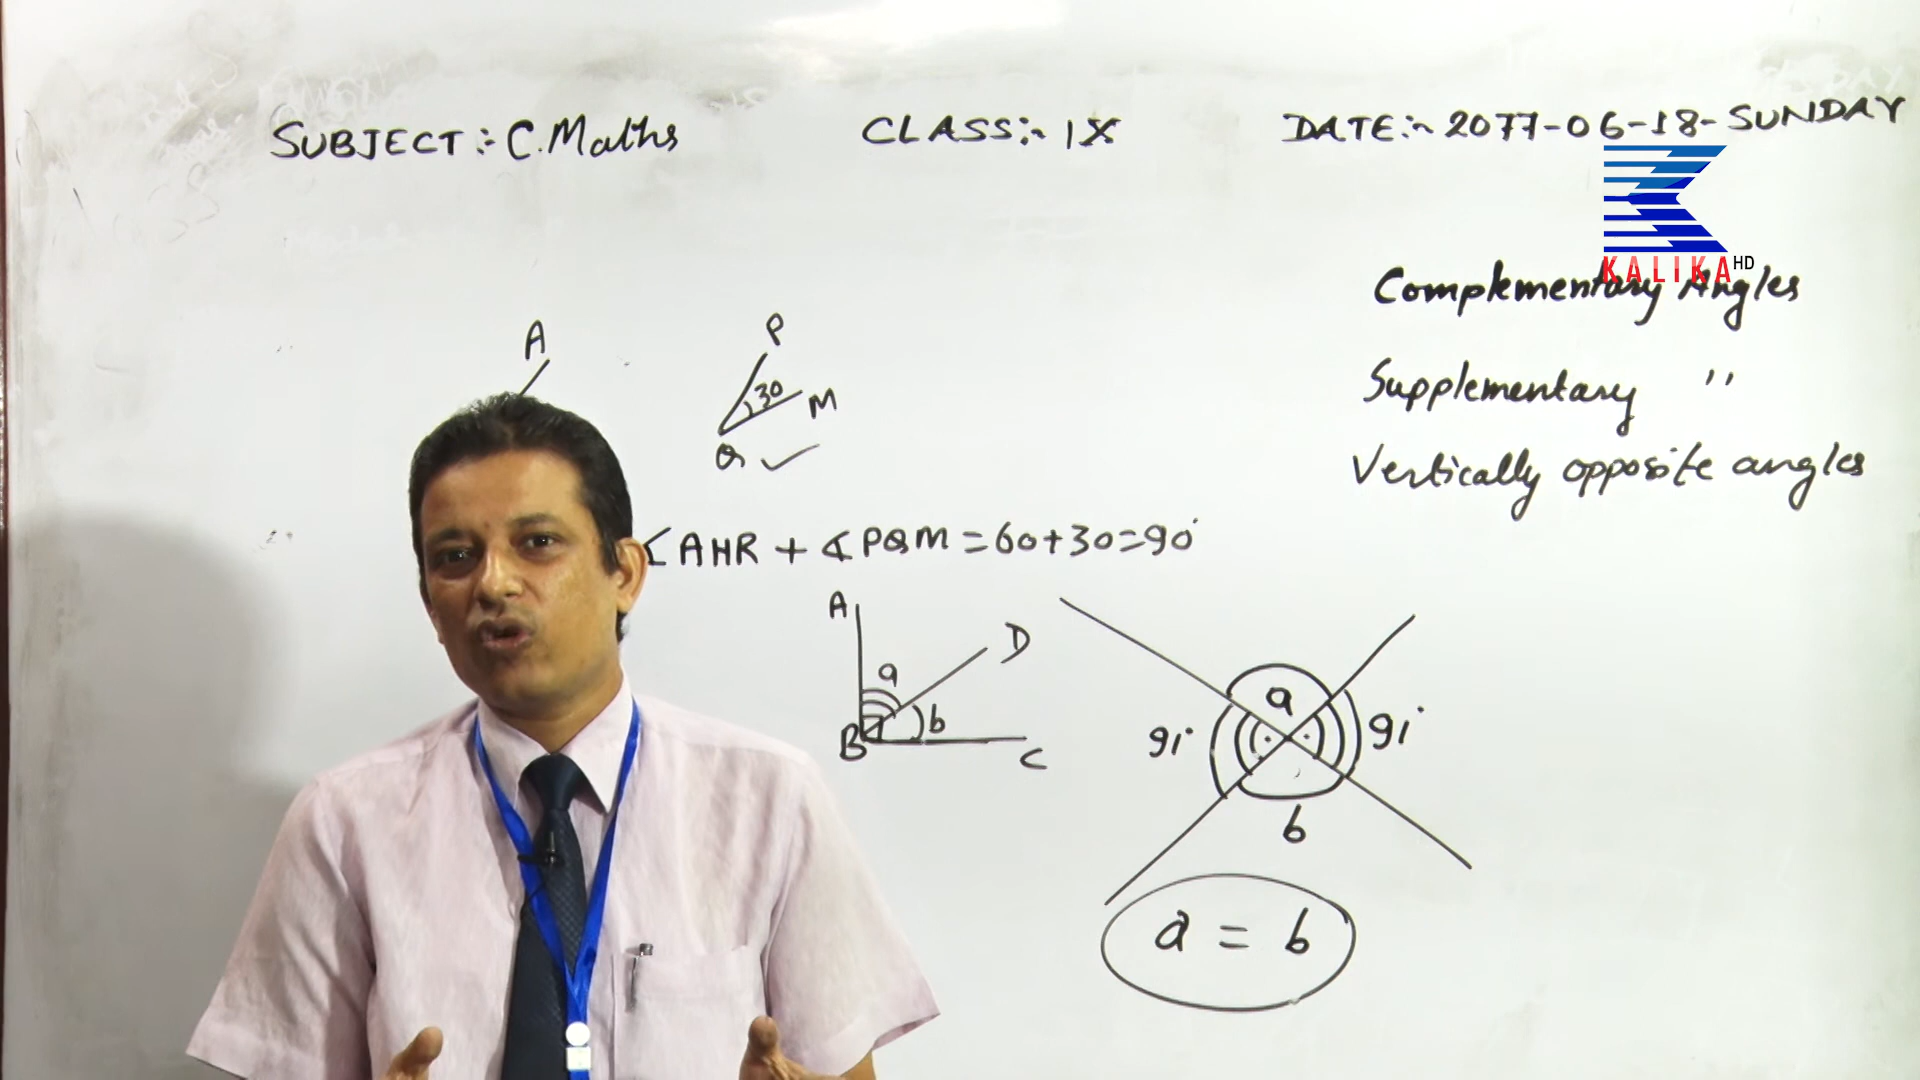 SUBJECT:- C.Maths CLASS:- IX DATE:- 2077-06-18-SUNDAY
KALIKA HD
Complementary Angles
A P
30
M
Supplementary "
Q
Vertically opposite angles
∠AHR + ∠PQM = 60+30=90°
A
D
a
a
B b C
91° 91°
b
a = b